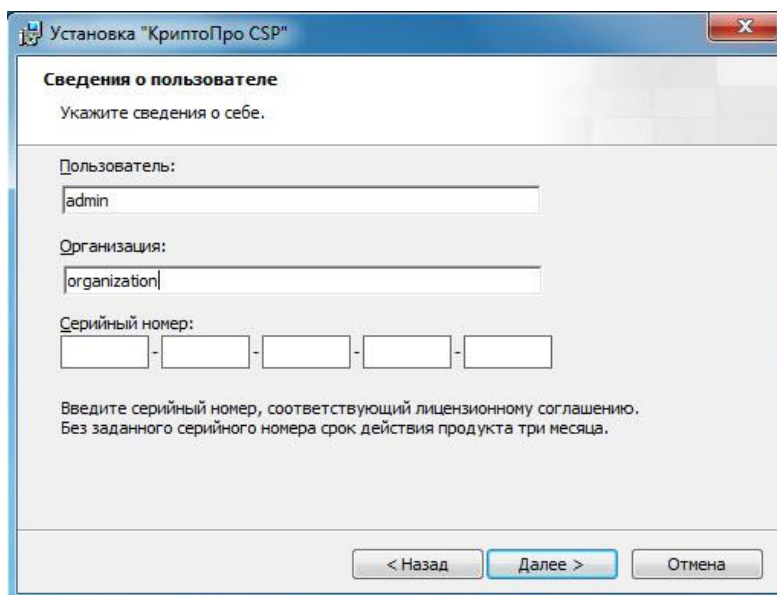 Установка "КриптоПро CSP"
Сведения о пользователе
Укажите сведения о себе.
Пользователь:
admin
Организация:
organization
Серийный номер:
- - - -
Введите серийный номер, соответствующий лицензионному соглашению.
Без заданного серийного номера срок действия продукта три месяца.
< Назад Далее > Отмена